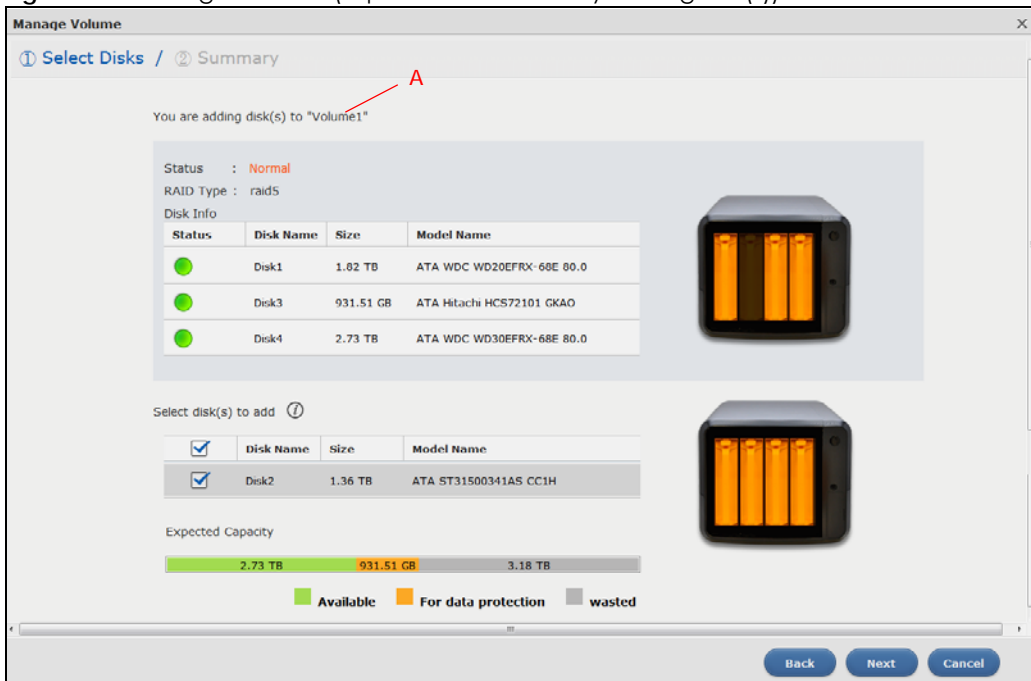 Manage Volume X
① Select Disks / ② Summary
A
You are adding disk(s) to "Volume1"
Status : Normal
RAID Type : raid5
Disk Info
Status Disk Name Size Model Name
Disk1 1.82 TB ATA WDC WD20EFRX-68E 80.0
Disk3 931.51 GB ATA Hitachi HCS72101 GKAO
Disk4 2.73 TB ATA WDC WD30EFRX-68E 80.0
Select disk(s) to add i
Disk Name Size Model Name
Disk2 1.36 TB ATA ST31500341AS CC1H
Expected Capacity
2.73 TB 931.51 GB 3.18 TB
Available For data protection wasted
Back Next Cancel